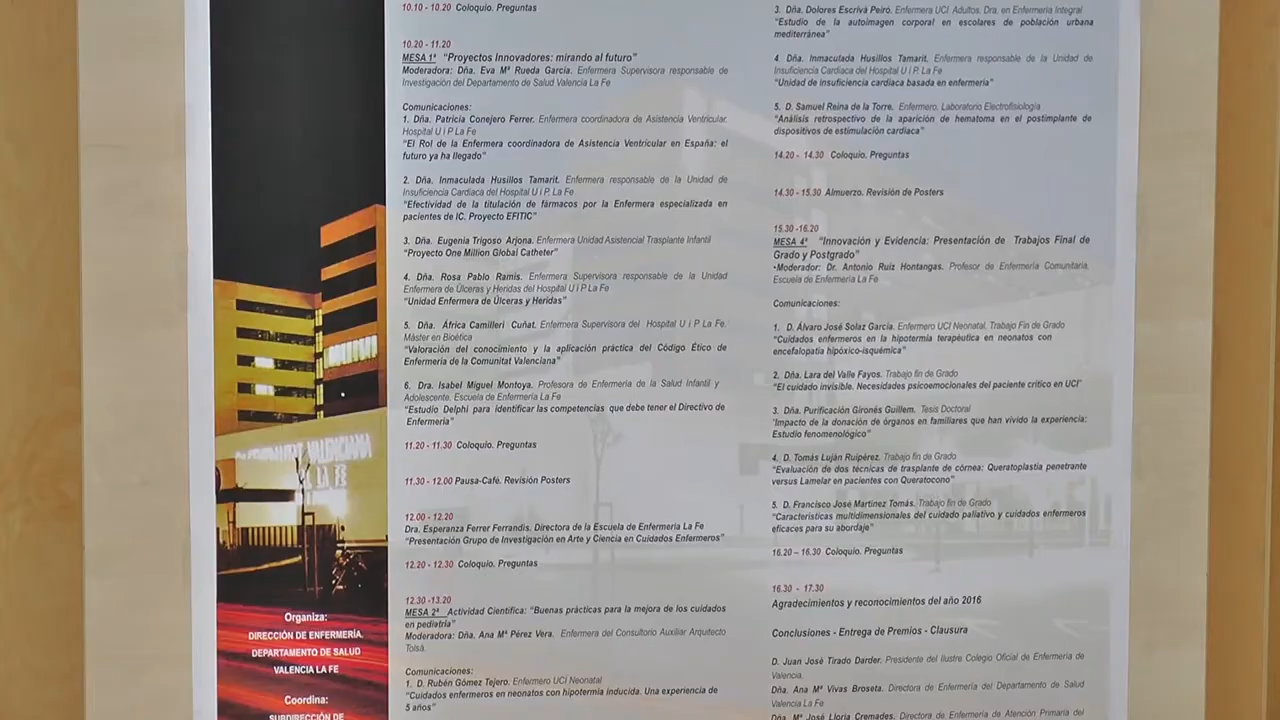 10.10 - 10.20 Coloquio. Preguntas
10.20 - 11.20
MESA 1ª "Proyectos Innovadores: mirando al futuro"
Moderadora: Dña. Eva Mª Rueda García. Enfermera Supervisora responsable de
Investigación del Departamento de Salud Valencia La Fe
Comunicaciones:
1. Dña. Patricia Conejero Ferrer. Enfermera coordinadora de Asistencia Ventricular.
Hospital U i P La Fe
"El Rol de la Enfermera coordinadora de Asistencia Ventricular en España: el
futuro ya ha llegado"
2. Dña. Inmaculada Husillos Tamarit. Enfermera responsable de la Unidad de
Insuficiencia Cardiaca del Hospital U i P. La Fe
"Efectividad de la titulación de fármacos por la Enfermera especializada en
pacientes de IC. Proyecto EFITIC"
3. Dña. Eugenia Trigoso Arjona. Enfermera Unidad Asistencial Trasplante Infantil
"Proyecto One Million Global Catheter"
4. Dña. Rosa Pablo Ramis. Enfermera Supervisora responsable de la Unidad
Enfermera de Úlceras y Heridas del Hospital U i P La Fe
"Unidad Enfermera de Úlceras y Heridas"
5. Dña. África Camilleri Cuñat. Enfermera Supervisora del Hospital U i P La Fe.
Máster en Bioética
"Valoración del conocimiento y la aplicación práctica del Código Ético de
Enfermería de la Comunitat Valenciana"
6. Dra. Isabel Miguel Montoya. Profesora de Enfermería de la Salud Infantil y
Adolescente. Escuela de Enfermería La Fe
"Estudio Delphi para identificar las competencias que debe tener el Directivo de
Enfermería"
11.20 - 11.30 Coloquio. Preguntas
11.30 - 12.00 Pausa-Café. Revisión Posters
12.00 - 12.20
Dra. Esperanza Ferrer Ferrandis. Directora de la Escuela de Enfermería La Fe
"Presentación Grupo de Investigación en Arte y Ciencia en Cuidados Enfermeros"
12.20 - 12.30 Coloquio. Preguntas
12.30 -13.20
MESA 2ª Actividad Científica: "Buenas prácticas para la mejora de los cuidados
en pediatría"
Moderadora: Dña. Ana Mª Pérez Vera. Enfermera del Consultorio Auxiliar Arquitecto
Tolsà.
Comunicaciones:
1. D. Rubén Gómez Tejero. Enfermero UCI Neonatal
"Cuidados enfermeros en neonatos con hipotermia inducida. Una experiencia de
5 años"
3. Dña. Dolores Escrivá Peiró. Enfermera UCI Adultos. Dra. en Enfermería Integral
"Estudio de la autoimagen corporal en escolares de población urbana
mediterránea"
4. Dña. Inmaculada Husillos Tamarit. Enfermera responsable de la Unidad de
Insuficiencia Cardiaca del Hospital U i P. La Fe
"Unidad de insuficiencia cardiaca basada en enfermería"
5. D. Samuel Reina de la Torre. Enfermero. Laboratorio Electrofisiología
"Análisis retrospectivo de la aparición de hematoma en el postimplante de
dispositivos de estimulación cardiaca"
14.20 - 14.30 Coloquio. Preguntas
14.30 - 15.30 Almuerzo. Revisión de Posters
15.30 -16.20
MESA 4ª "Innovación y Evidencia: Presentación de Trabajos Final de
Grado y Postgrado"
•Moderador: Dr. Antonio Ruíz Hontangas. Profesor de Enfermería Comunitaria.
Escuela de Enfermería La Fe
Comunicaciones:
1. D. Álvaro José Solaz García. Enfermero UCI Neonatal. Trabajo Fin de Grado
"Cuidados enfermeros en la hipotermia terapéutica en neonatos con
encefalopatía hipóxico-isquémica"
2. Dña. Lara del Valle Fayos. Trabajo fin de Grado
"El cuidado invisible. Necesidades psicoemocionales del paciente crítico en UCI"
3. Dña. Purificación Gironés Guillem. Tesis Doctoral
"Impacto de la donación de órganos en familiares que han vivido la experiencia:
Estudio fenomenológico"
4. D. Tomás Luján Ruipérez. Trabajo fin de Grado
"Evaluación de dos técnicas de trasplante de córnea: Queratoplastia penetrante
versus Lamelar en pacientes con Queratocono"
5. D. Francisco José Martínez Tomás. Trabajo fin de Grado
"Características multidimensionales del cuidado paliativo y cuidados enfermeros
eficaces para su abordaje"
16.20 – 16.30 Coloquio. Preguntas
16.30 - 17.30
Agradecimientos y reconocimientos del año 2016
Conclusiones - Entrega de Premios - Clausura
D. Juan José Tirado Darder. Presidente del Ilustre Colegio Oficial de Enfermería de
Valencia.
Dña. Ana Mª Vivas Broseta. Directora de Enfermería del Departamento de Salud
Valencia La Fe
Dña. Mª José Lloria Cremades. Directora de Enfermería de Atención Primaria del
VALENCIANA
LA FE
Organiza:
DIRECCIÓN DE ENFERMERÍA.
DEPARTAMENTO DE SALUD
VALENCIA LA FE
Coordina:
SUBDIRECCIÓN DE